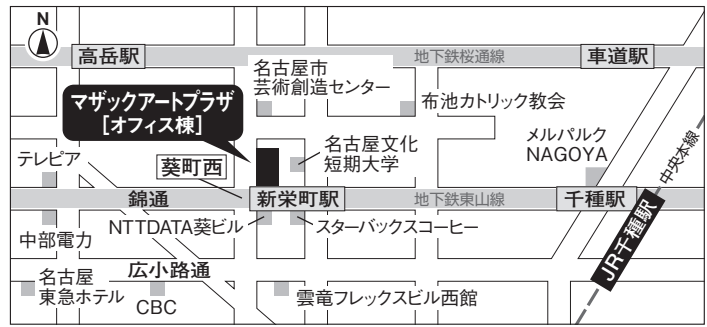 N
高岳駅
地下鉄桜通線
車道駅
名古屋市
芸術創造センター
マザックアートプラザ
[オフィス棟]
布池カトリック教会
メルパルク
NAGOYA
中央本線
テレピア
葵町西
名古屋文化
短期大学
錦通
新栄町駅
地下鉄東山線
千種駅
中部電力
NTTDATA葵ビル
スターバックスコーヒー
JR千種駅
広小路通
名古屋
東急ホテル
CBC
雲竜フレックスビル西館